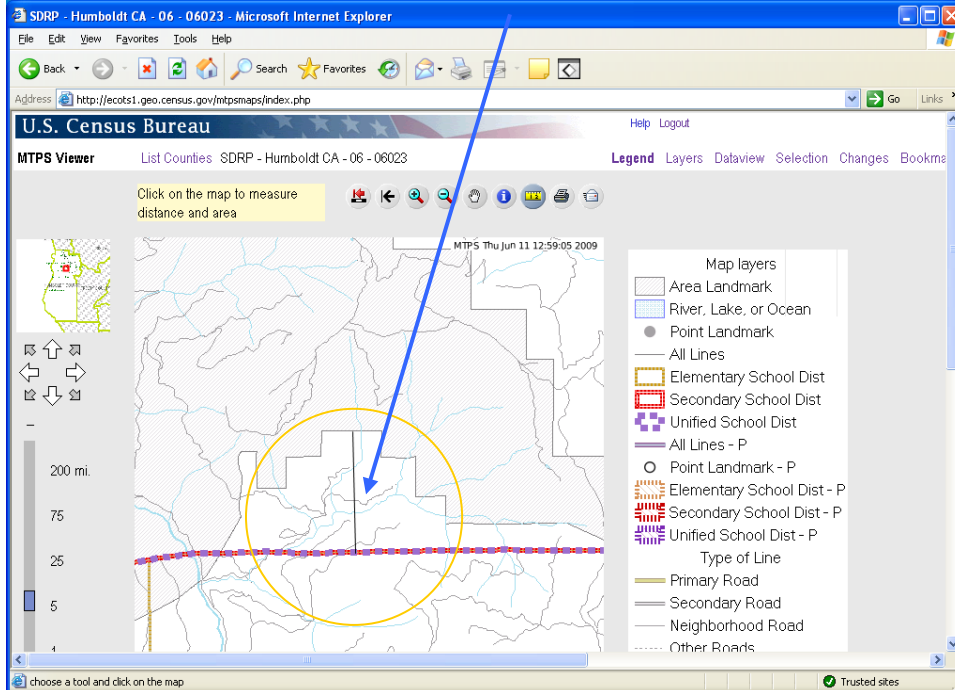 SDRP - Humboldt CA - 06 - 06023 - Microsoft Internet Explorer
File Edit View Favorites Tools Help
Back Search Favorites
Address http://ecots1.geo.census.gov/mtpsmaps/index.php Go Links
U.S. Census Bureau Help Logout
MTPS Viewer List Counties SDRP - Humboldt CA - 06 - 06023 Legend Layers Dataview Selection Changes Bookma
Click on the map to measure
distance and area
MTPS Thu Jun 11 12:59:05 2009
Map layers
Area Landmark
River, Lake, or Ocean
Point Landmark
All Lines
Elementary School Dist
Secondary School Dist
Unified School Dist
All Lines - P
Point Landmark - P
Elementary School Dist - P
Secondary School Dist - P
Unified School Dist - P
Type of Line
Primary Road
Secondary Road
Neighborhood Road
Other Roads
200 mi.
75
25
5
1
choose a tool and click on the map Trusted sites